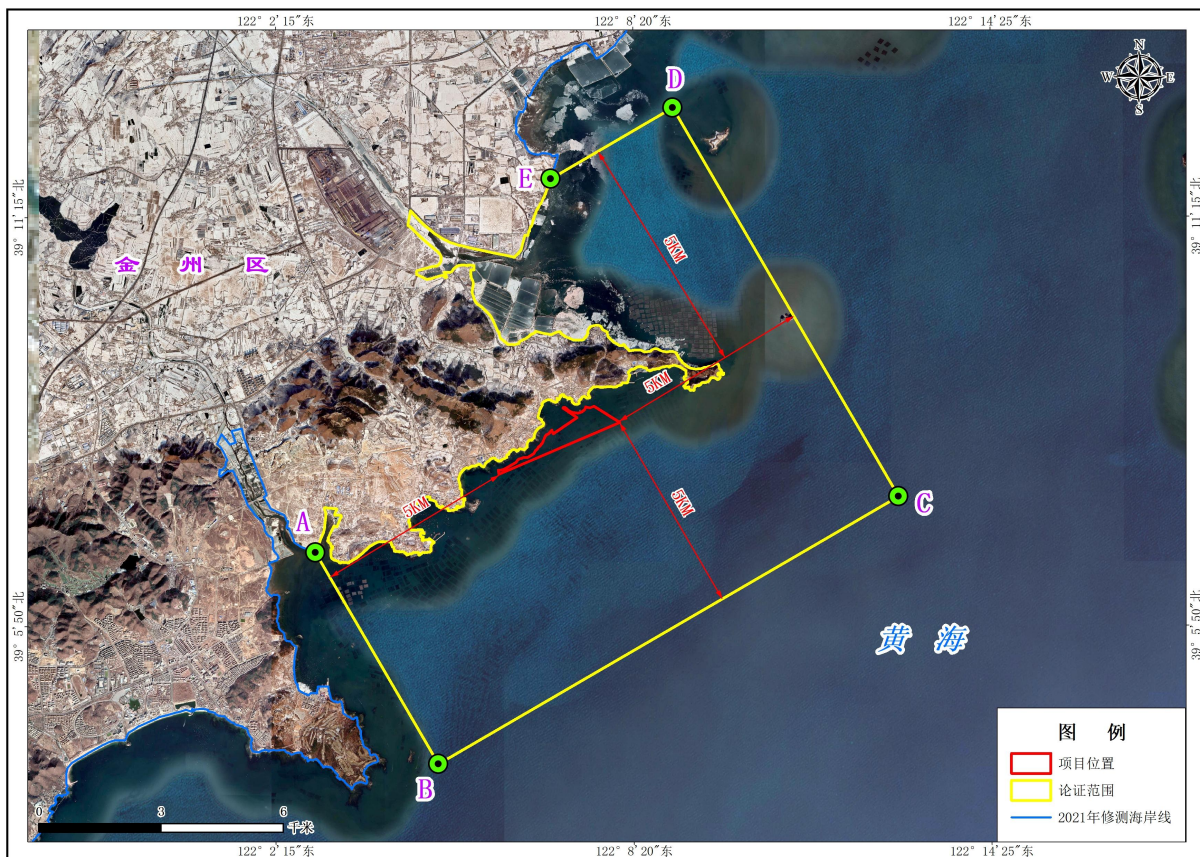 122° 2′15″东
122° 8′20″东
122° 14′25″东
N
W
E
S
D
E
39° 11′15″北
39° 11′15″北
5KM
金 州 区
5KM
5KM
5KM
A
C
39° 5′50″北
39° 5′50″北
黄 海
B
图 例
项目位置
论证范围
2021年修测海岸线
0 3 6
千米
122° 2′15″东
122° 8′20″东
122° 14′25″东